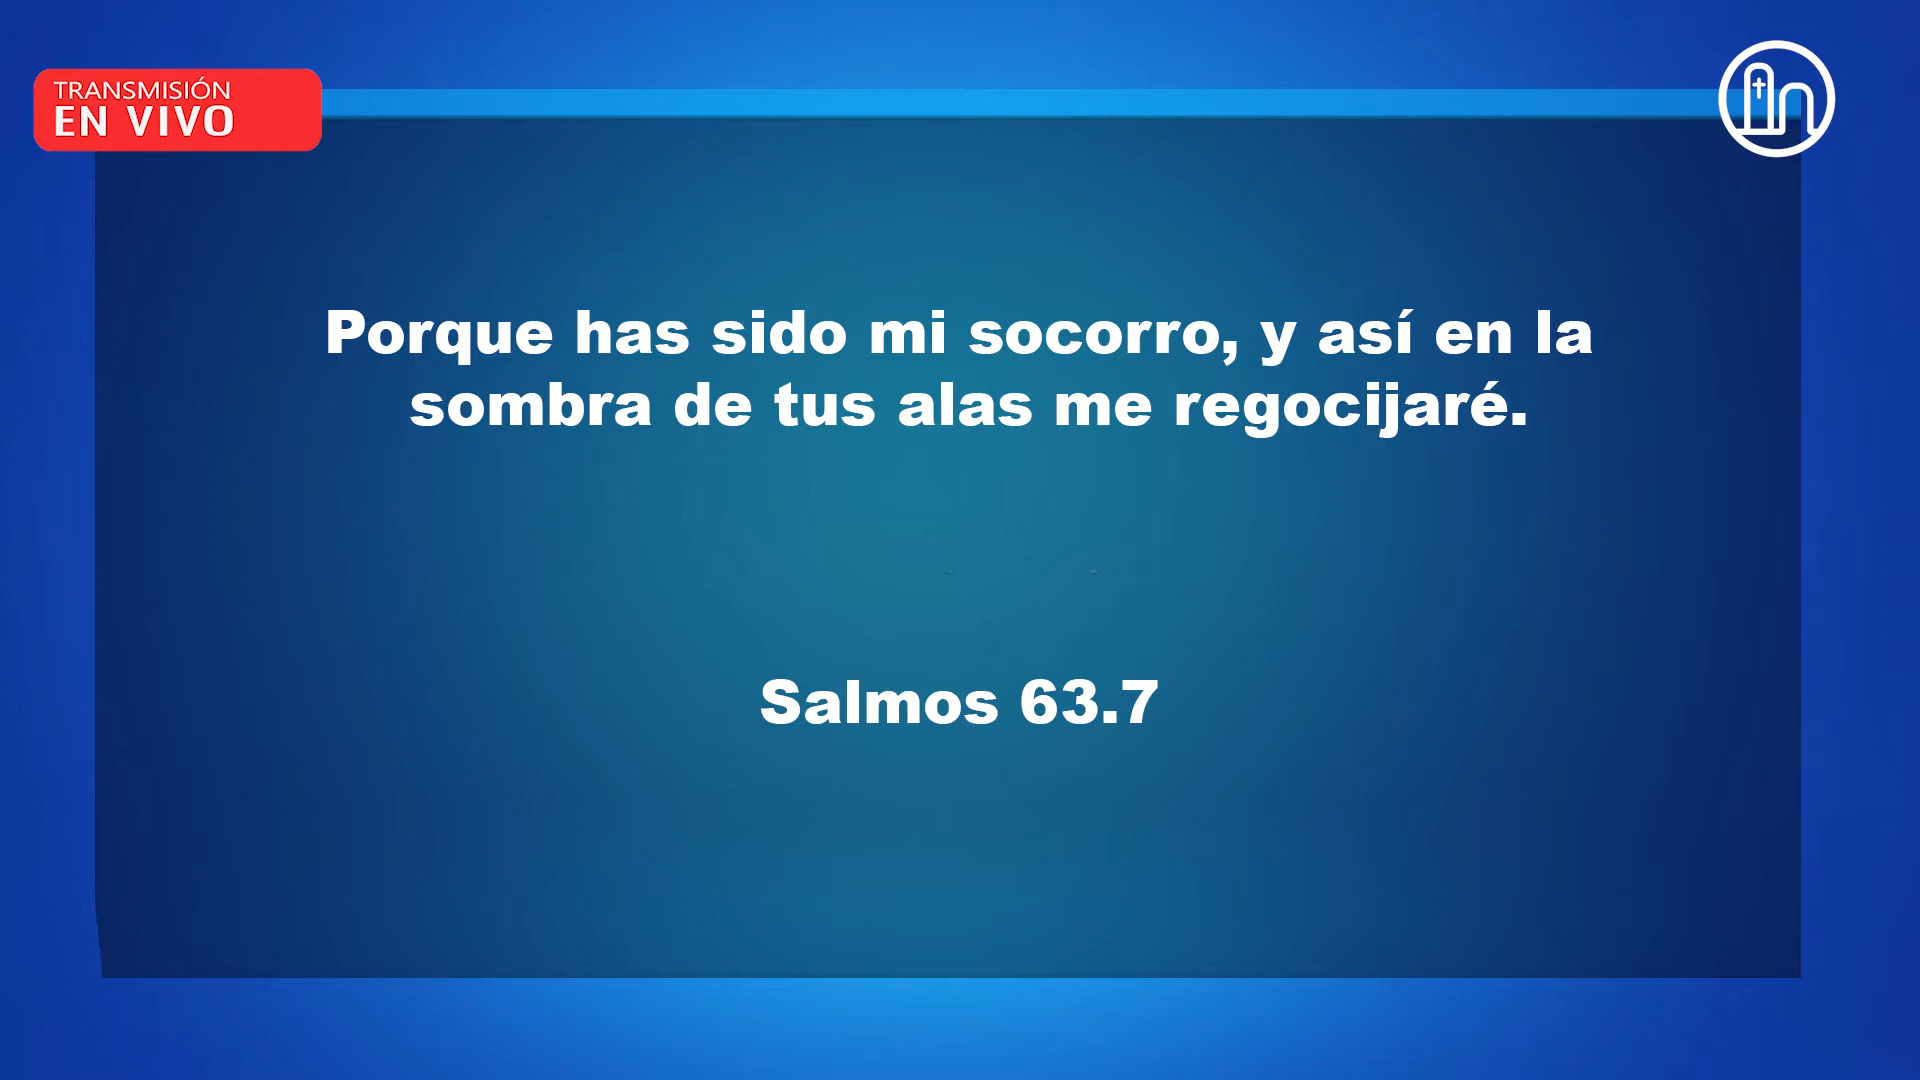 TRANSMISIÓN
EN VIVO
Porque has sido mi socorro, y así en la
sombra de tus alas me regocijaré.
Salmos 63.7